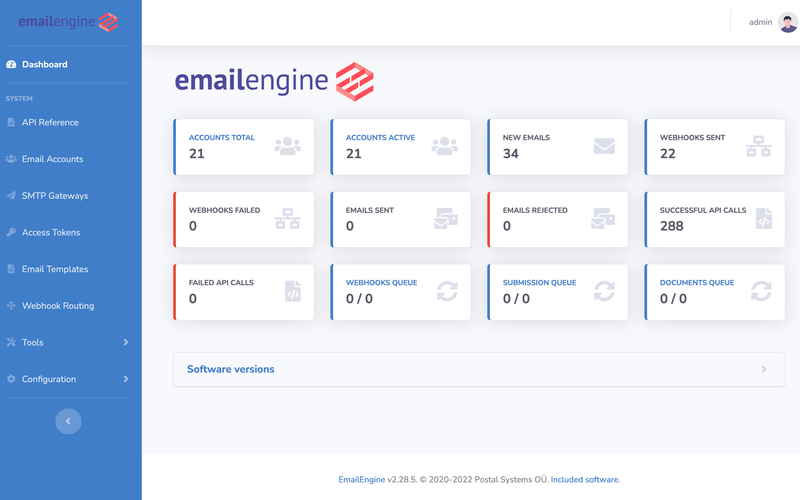 emailengine
admin
Dashboard
SYSTEM
API Reference
Email Accounts
SMTP Gateways
Access Tokens
Email Templates
Webhook Routing
Tools
Configuration
emailengine
ACCOUNTS TOTAL
21
ACCOUNTS ACTIVE
21
NEW EMAILS
34
WEBHOOKS SENT
22
WEBHOOKS FAILED
0
EMAILS SENT
0
EMAILS REJECTED
0
SUCCESSFUL API CALLS
288
FAILED API CALLS
0
WEBHOOKS QUEUE
0 / 0
SUBMISSION QUEUE
0 / 0
DOCUMENTS QUEUE
0 / 0
Software versions
EmailEngine v2.28.5. © 2020-2022 Postal Systems OÜ. Included software.